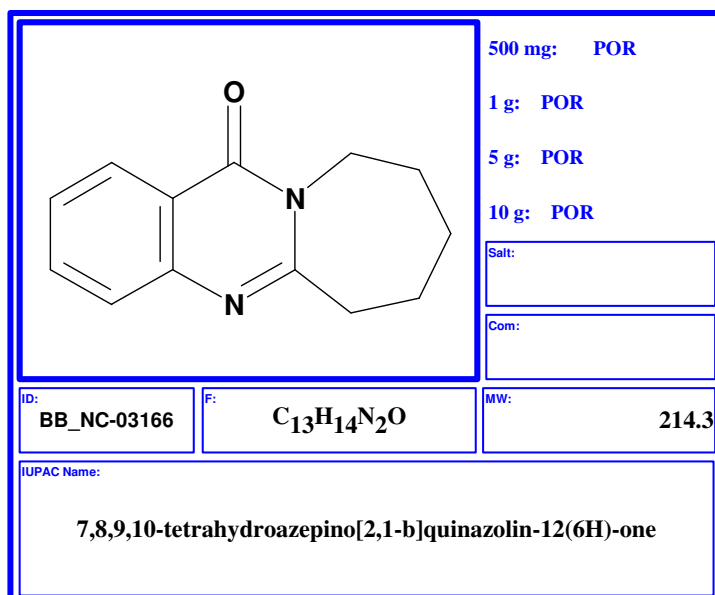 500 mg: POR
1 g: POR
5 g: POR
10 g: POR
O
N
N
Salt:
Com:
ID:
BB_NC-03166
F:
C13H14N2O
MW:
214.3
IUPAC Name:
7,8,9,10-tetrahydroazepino[2,1-b]quinazolin-12(6H)-one